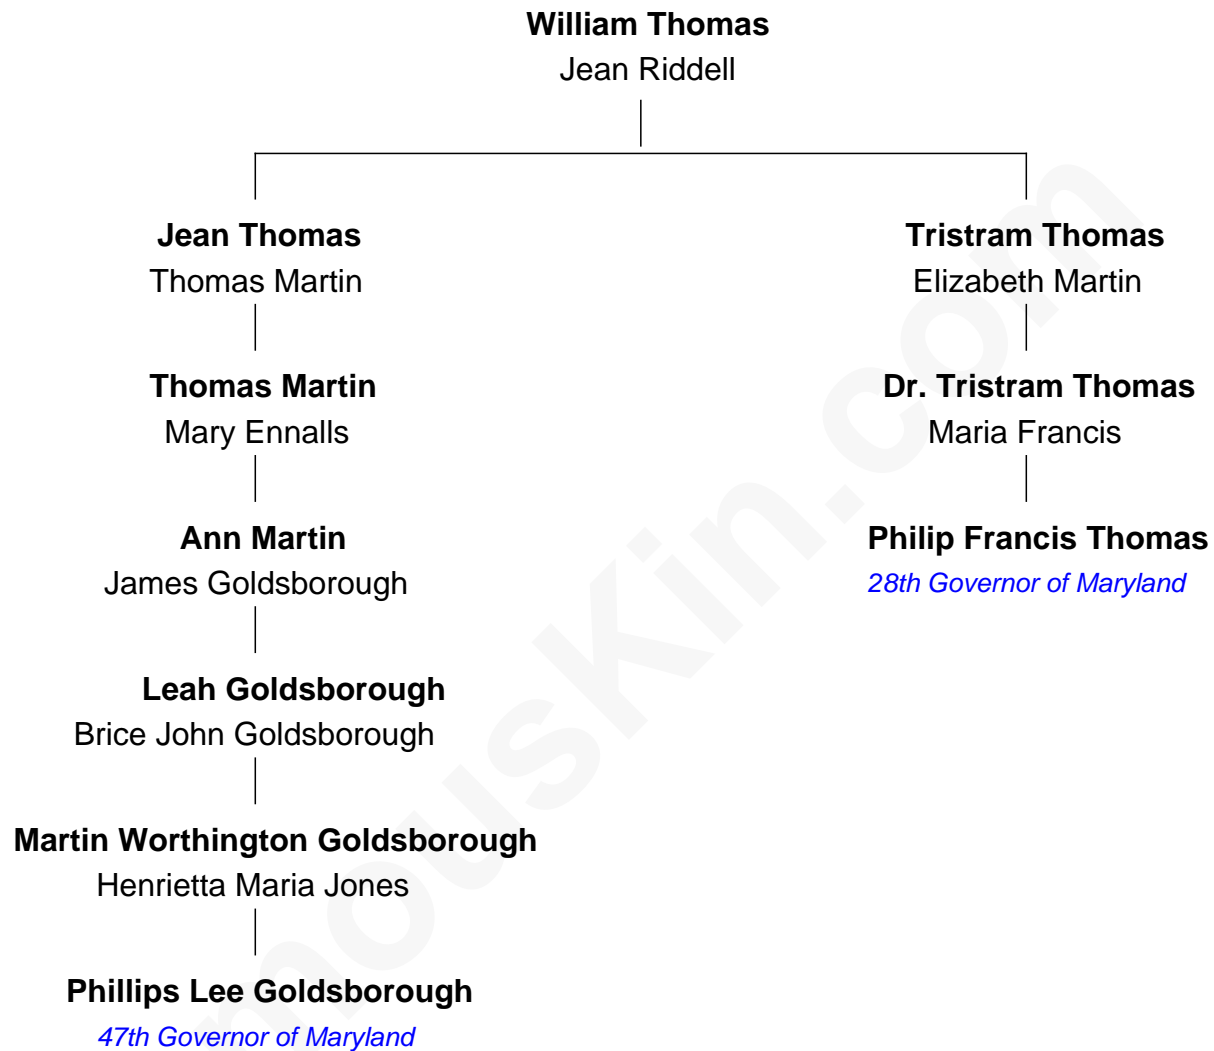 William Thomas
Jean Riddell
Jean Thomas
Thomas Martin
Tristram Thomas
Elizabeth Martin
Thomas Martin
Mary Ennalls
Dr. Tristram Thomas
Maria Francis
Ann Martin
James Goldsborough
Philip Francis Thomas
28th Governor of Maryland
Leah Goldsborough
Brice John Goldsborough
Martin Worthington Goldsborough
Henrietta Maria Jones
Phillips Lee Goldsborough
47th Governor of Maryland
mousKin.com